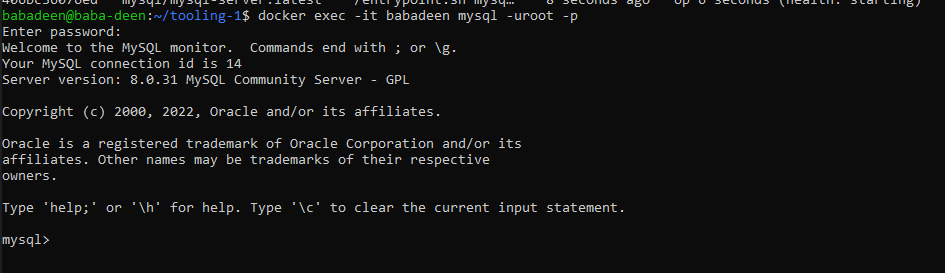 mysql/mysql-server:latest "/entrypoint.sh mysq…" 8 seconds ago Up 6 seconds (health: starting)
babadeen@baba-deen:~/tooling-1$ docker exec -it babadeen mysql -uroot -p
Enter password:
Welcome to the MySQL monitor.  Commands end with ; or \g.
Your MySQL connection id is 14
Server version: 8.0.31 MySQL Community Server - GPL

Copyright (c) 2000, 2022, Oracle and/or its affiliates.

Oracle is a registered trademark of Oracle Corporation and/or its
affiliates. Other names may be trademarks of their respective
owners.

Type 'help;' or '\h' for help. Type '\c' to clear the current input statement.

mysql>